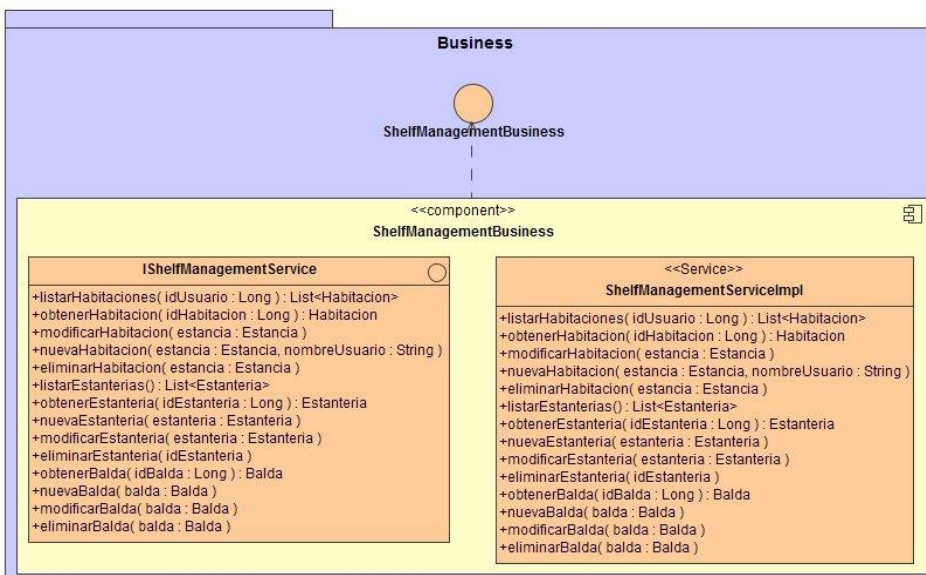 Business
ShelfManagementBusiness
<<component>>
ShelfManagementBusiness
IShelfManagementService
+listarHabitaciones( idUsuario : Long ) : List<Habitacion>
+obtenerHabitacion( idHabitacion : Long ) : Habitacion
+modificarHabitacion( estancia : Estancia )
+nuevaHabitacion( estancia : Estancia, nombreUsuario : String )
+eliminarHabitacion( estancia : Estancia )
+listarEstanterias() : List<Estanteria>
+obtenerEstanteria( idEstanteria : Long ) : Estanteria
+nuevaEstanteria( estanteria : Estanteria )
+modificarEstanteria( estanteria : Estanteria )
+eliminarEstanteria( idEstanteria )
+obtenerBalda( idBalda : Long ) : Balda
+nuevaBalda( balda : Balda )
+modificarBalda( balda : Balda )
+eliminarBalda( balda : Balda )
<<Service>>
ShelfManagementServiceImpl
+listarHabitaciones( idUsuario : Long ) : List<Habitacion>
+obtenerHabitacion( idHabitacion : Long ) : Habitacion
+modificarHabitacion( estancia : Estancia )
+nuevaHabitacion( estancia : Estancia, nombreUsuario : String )
+eliminarHabitacion( estancia : Estancia )
+listarEstanterias() : List<Estanteria>
+obtenerEstanteria( idEstanteria : Long ) : Estanteria
+nuevaEstanteria( estanteria : Estanteria )
+modificarEstanteria( estanteria : Estanteria )
+eliminarEstanteria( idEstanteria )
+obtenerBalda( idBalda : Long ) : Balda
+nuevaBalda( balda : Balda )
+modificarBalda( balda : Balda )
+eliminarBalda( balda : Balda )